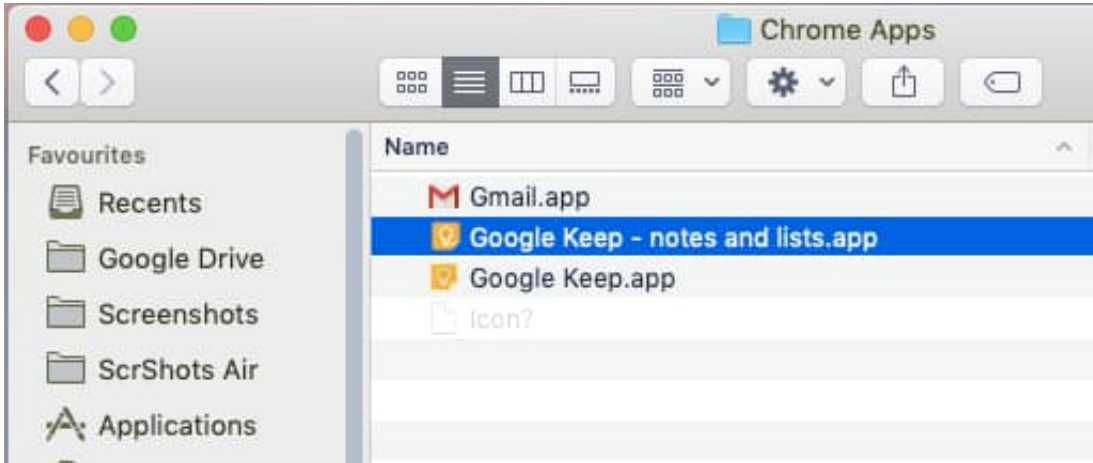 Chrome Apps
Favourites
Recents
Google Drive
Screenshots
ScrShots Air
Applications
Name
Gmail.app
Google Keep - notes and lists.app
Google Keep.app
Icon?